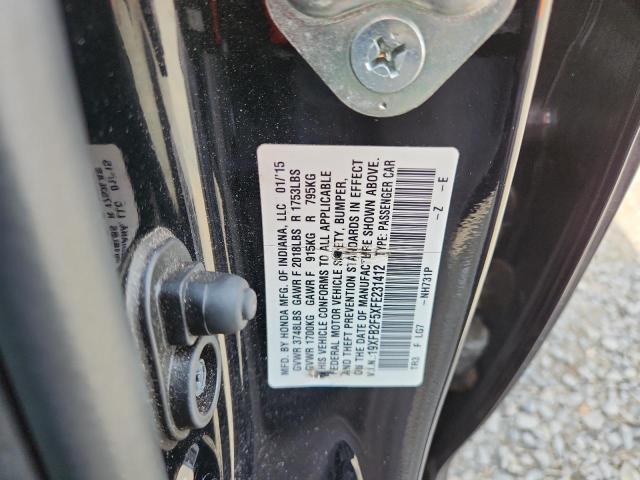 MFD. BY HONDA MFG. OF INDIANA, LLC 01/15
GVWR 3748LBS GAWR F 2018LBS R 1753LBS
GVWR 1700KG GAWR F 915KG R 795KG
THIS VEHICLE CONFORMS TO ALL APPLICABLE
FEDERAL MOTOR VEHICLE SAFETY, BUMPER,
AND THEFT PREVENTION STANDARDS IN EFFECT
ON THE DATE OF MANUFACTURE SHOWN ABOVE.
V.I.N.:19XFB2F5XFE231412 TYPE: PASSENGER CAR
TR3 F LG7 –NH731P –Z –E